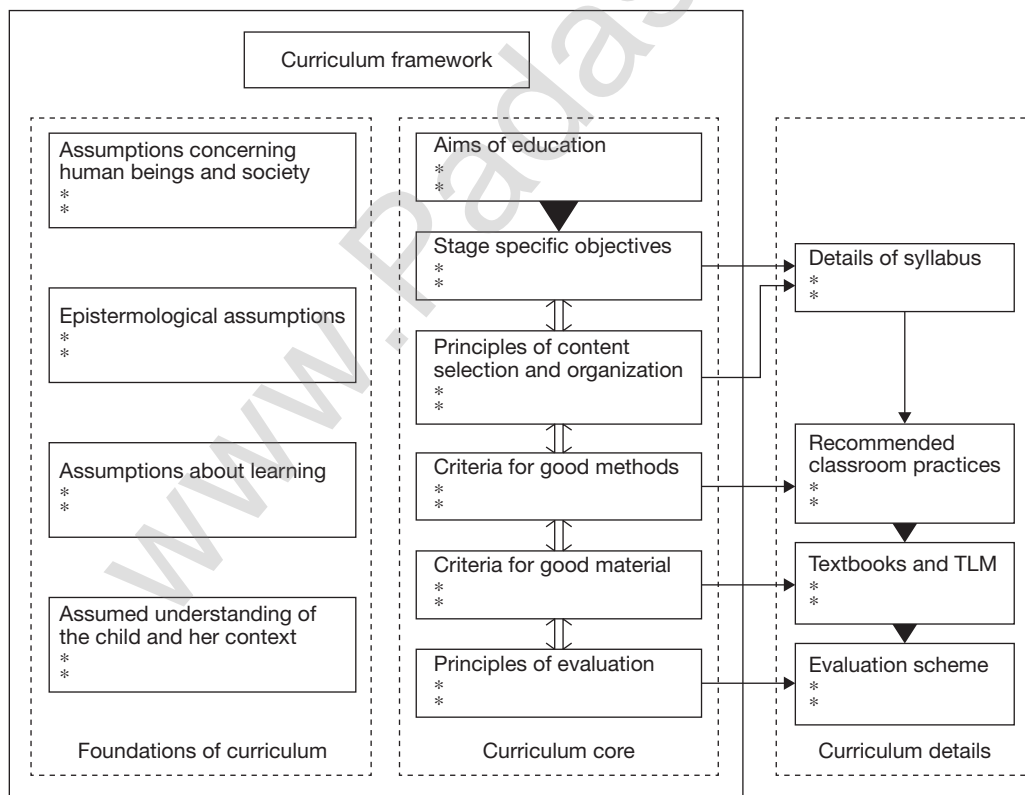 Curriculum framework
Assumptions concerning
human beings and society
*
*
Epistermological assumptions
*
*
Assumptions about learning
*
*
Assumed understanding of
the child and her context
*
*
Foundations of curriculum
Aims of education
*
*
Stage specific objectives
*
*
Principles of content
selection and organization
*
*
Criteria for good methods
*
*
Criteria for good material
*
*
Principles of evaluation
*
*
Curriculum core
Details of syllabus
*
*
Recommended
classroom practices
*
*
Textbooks and TLM
*
*
Evaluation scheme
*
*
Curriculum details
www.Padas